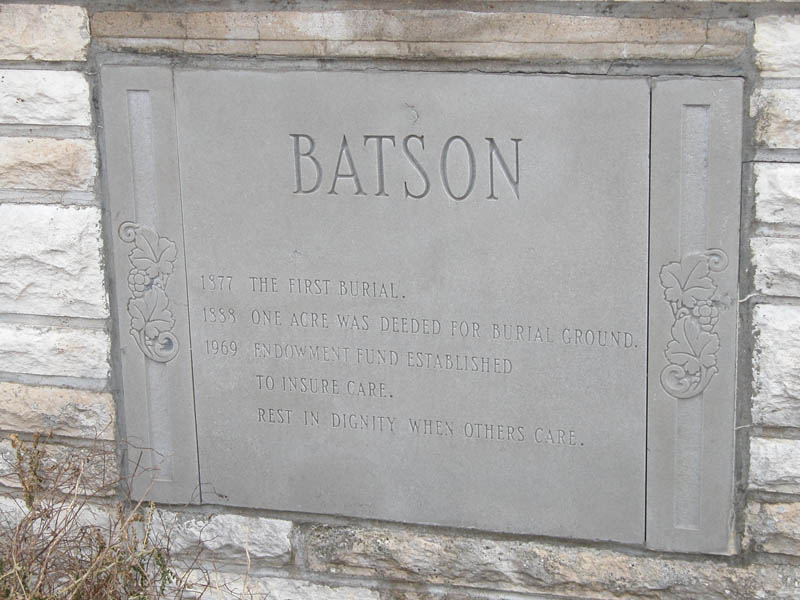 BATSON
1877 THE FIRST BURIAL.
1888 ONE ACRE WAS DEEDED FOR BURIAL GROUND.
1969 ENDOWMENT FUND ESTABLISHED
TO INSURE CARE.
REST IN DIGNITY WHEN OTHERS CARE.